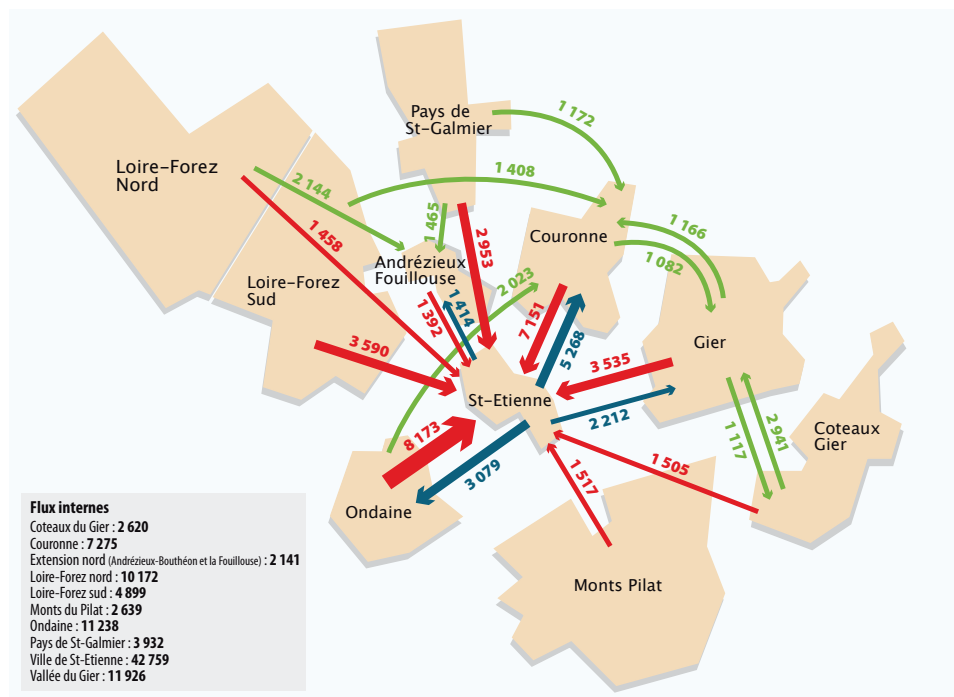 Pays de
St-Galmier
1 172
Loire-Forez
Nord
2 144
1 408
1 465
1 458
2 953
Couronne
1 166
1 082
Andrézieux
Fouillouse
2 023
Loire-Forez
Sud
1 414
1 392
7 151
5 268
Gier
3 590
3 535
St-Etienne
2 212
Coteaux
Gier
1 117
2 941
8 173
3 079
1 505
1 517
Ondaine
Monts Pilat
Flux internes
Coteaux du Gier : 2 620
Couronne : 7 275
Extension nord (Andrézieux-Bouthéon et la Fouillouse) : 2 141
Loire-Forez nord : 10 172
Loire-Forez sud : 4 899
Monts du Pilat : 2 639
Ondaine : 11 238
Pays de St-Galmier : 3 932
Ville de St-Etienne : 42 759
Vallée du Gier : 11 926